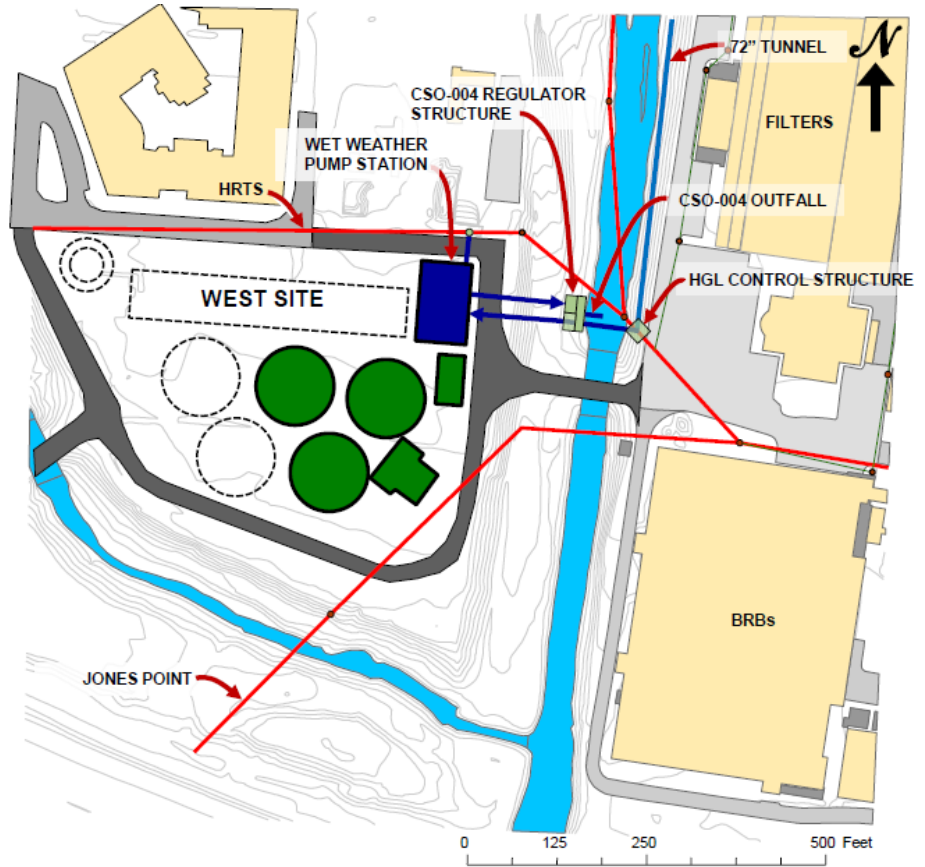 72” TUNNEL
N
CSO-004 REGULATOR
STRUCTURE
FILTERS
WET WEATHER
PUMP STATION
HRTS
CSO-004 OUTFALL
HGL CONTROL STRUCTURE
WEST SITE
BRBs
JONES POINT
0 125 250 500 Feet